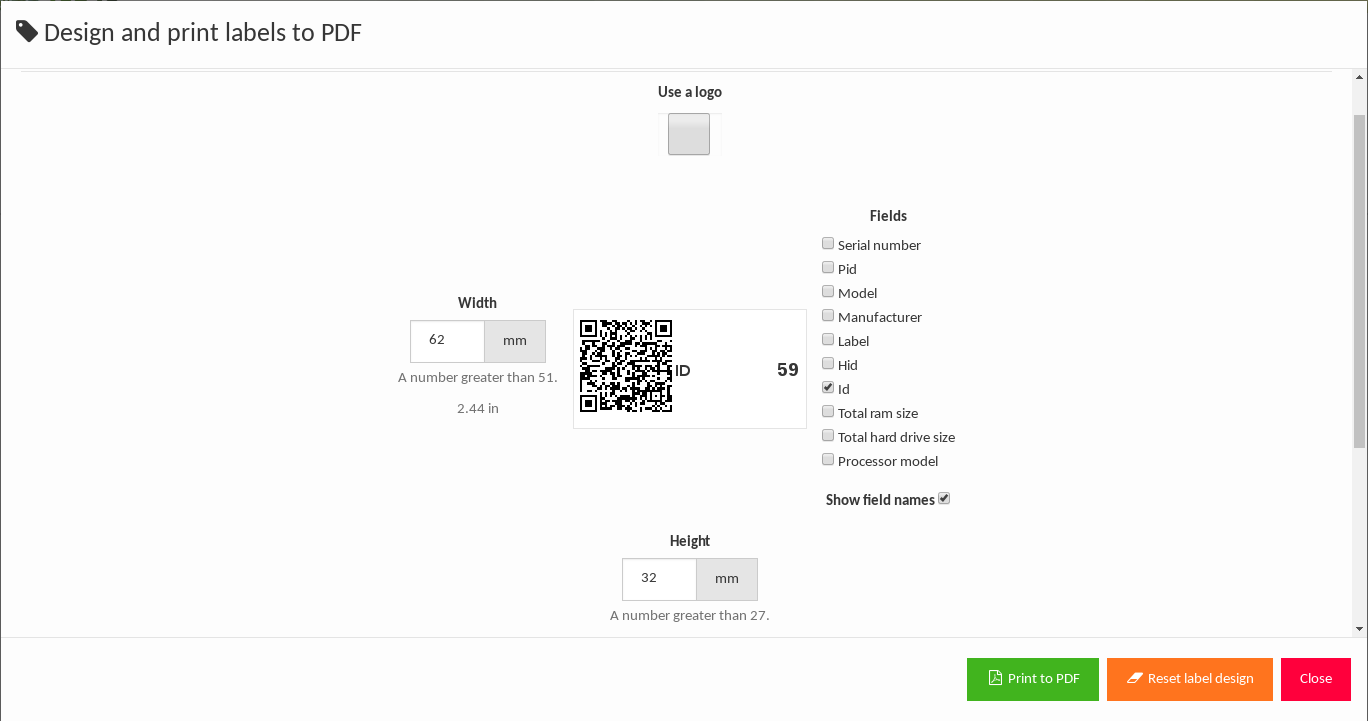 Design and print labels to PDF
Use a logo
Fields
Serial number
Pid
Model
Manufacturer
Label
Hid
Id
Total ram size
Total hard drive size
Processor model
Show field names
Width
62 mm
A number greater than 51.
2.44 in
ID 59
Height
32 mm
A number greater than 27.
Print to PDF
Reset label design
Close